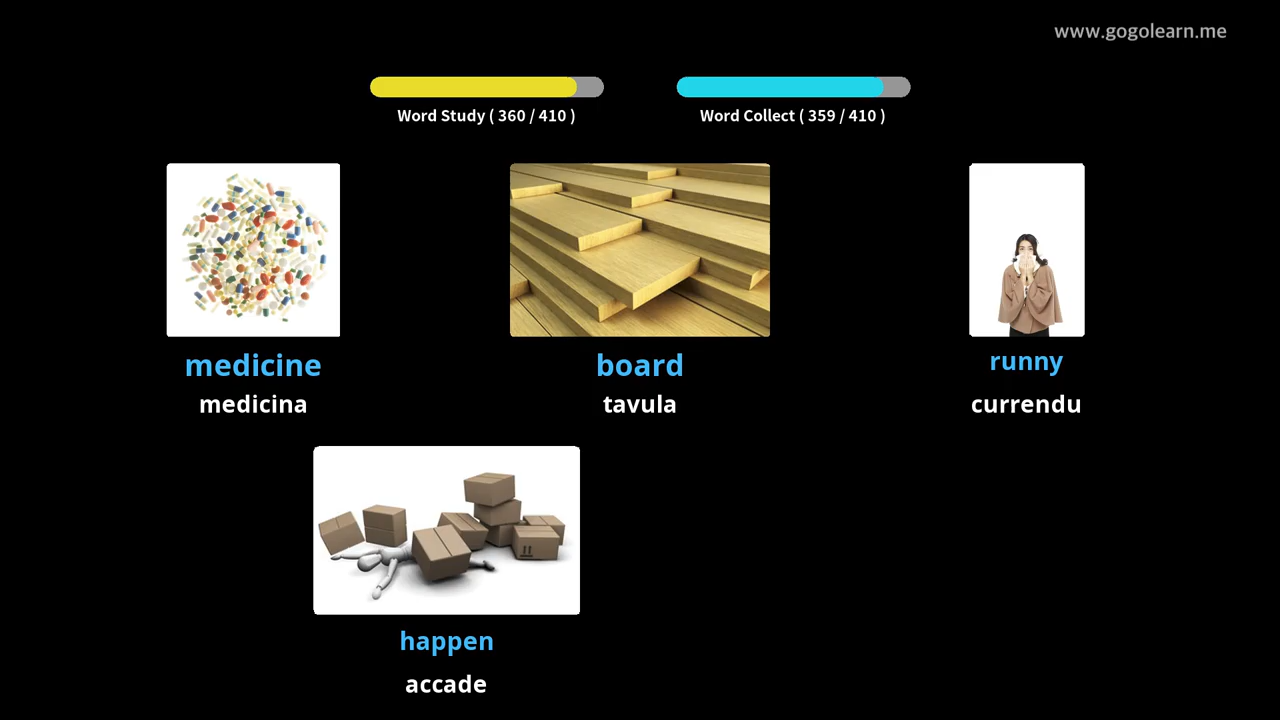 www.gogolearn.me
Word Study ( 360 / 410 )
Word Collect ( 359 / 410 )
medicine
medicina
board
tavula
runny
currendu
happen
accade